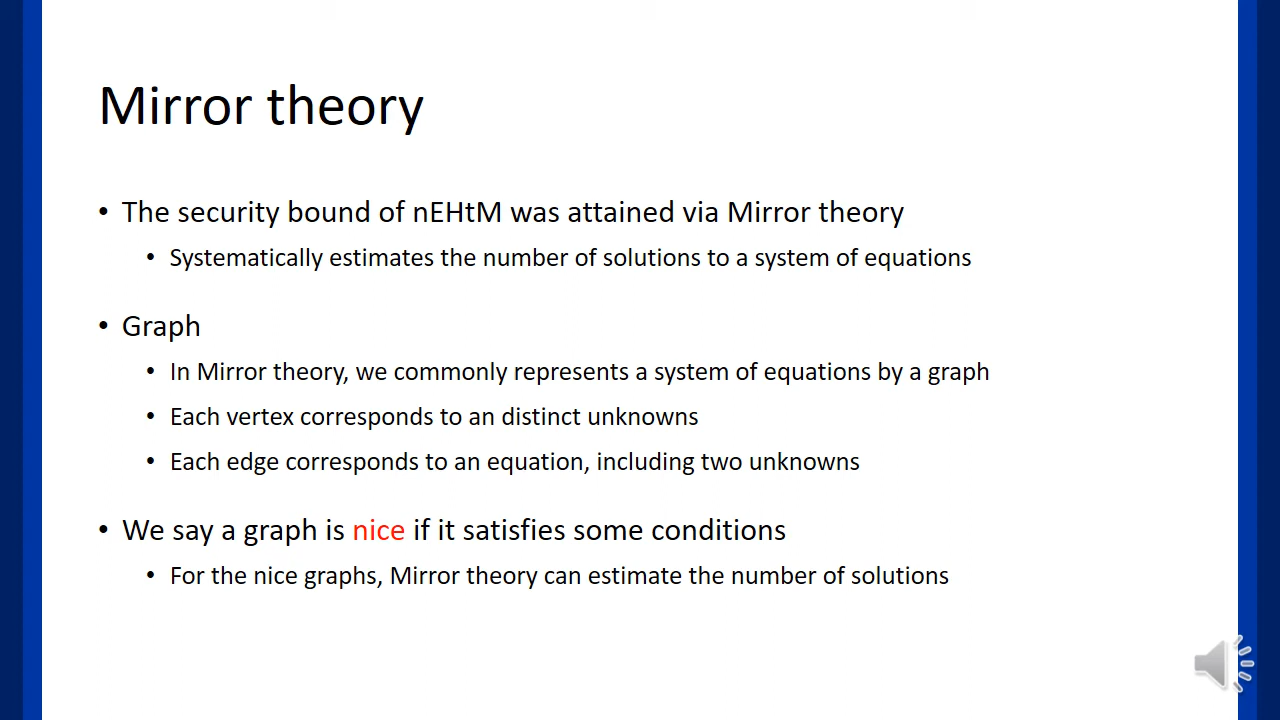 Mirror theory
• The security bound of nEHtM was attained via Mirror theory
• Systematically estimates the number of solutions to a system of equations
• Graph
• In Mirror theory, we commonly represents a system of equations by a graph
• Each vertex corresponds to an distinct unknowns
• Each edge corresponds to an equation, including two unknowns
• We say a graph is nice if it satisfies some conditions
• For the nice graphs, Mirror theory can estimate the number of solutions